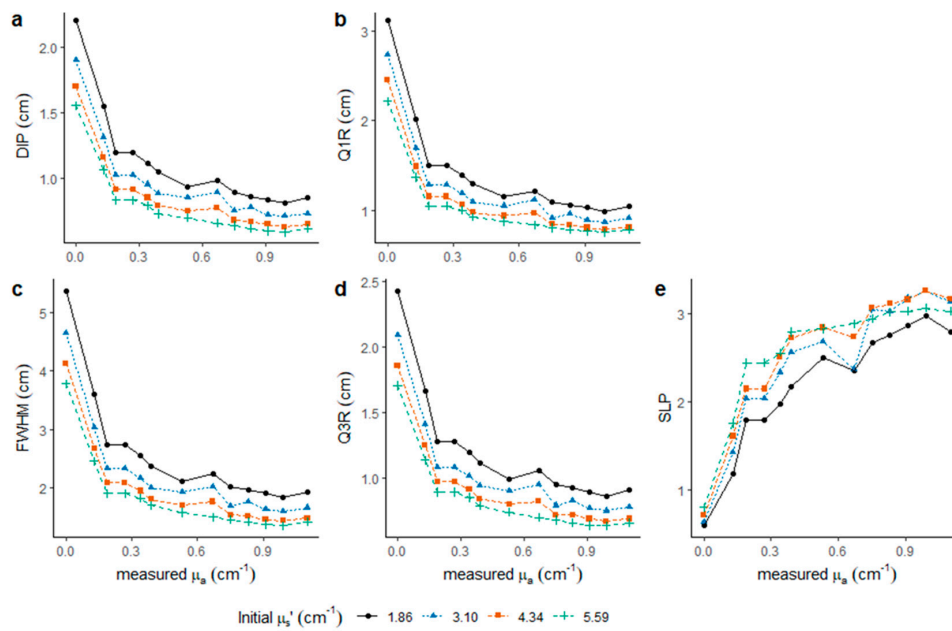 a
b
DIP (cm)
2.0
1.5
1.0
0.0 0.3 0.6 0.9
Q1R (cm)
3
2
1
0.0 0.3 0.6 0.9
c
d
e
FWHM (cm)
5
4
3
2
0.0 0.3 0.6 0.9
measured μa (cm⁻¹)
Q3R (cm)
2.5
2.0
1.5
1.0
0.0 0.3 0.6 0.9
measured μa (cm⁻¹)
SLP
3
2
1
0.0 0.3 0.6 0.9
measured μa (cm⁻¹)
Initial μs' (cm⁻¹) 1.86 3.10 4.34 5.59